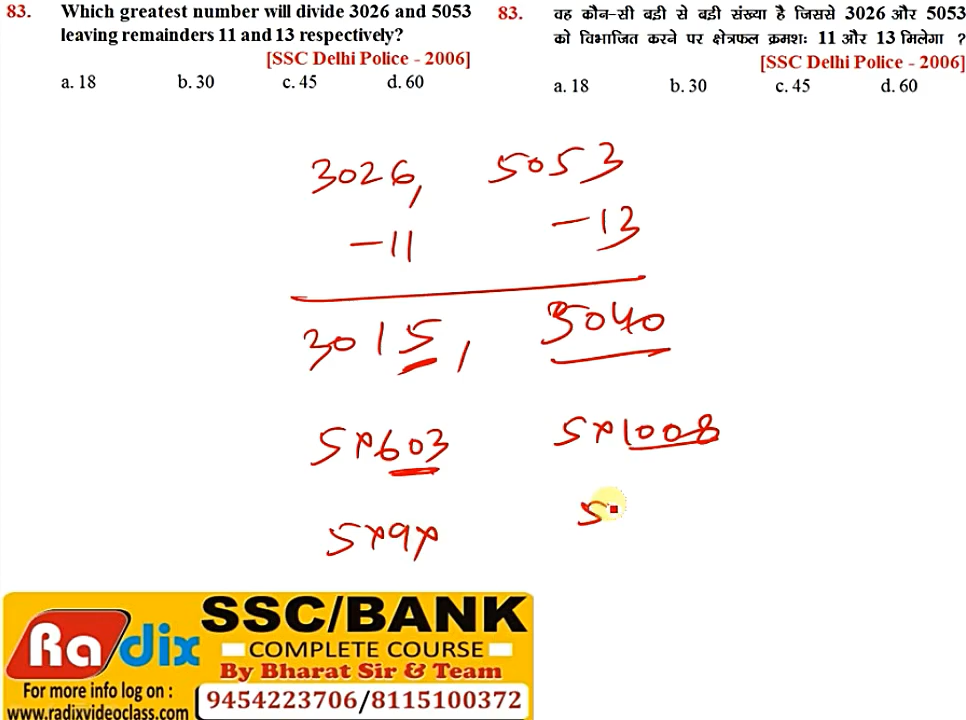 83. Which greatest number will divide 3026 and 5053
leaving remainders 11 and 13 respectively?
[SSC Delhi Police - 2006]
a. 18 b. 30 c. 45 d. 60
83. वह कौन-सी बडी से बडी संख्या है जिससे 3026 और 5053
को विभाजित करने पर क्षेत्रफल क्रमशः 11 और 13 मिलेगा ?
[SSC Delhi Police - 2006]
a. 18 b. 30 c. 45 d. 60
3026, 5053
-11 -13
3015, 5040
5×603 5×1008
5×9× 5
Radix
SSC/BANK
COMPLETE COURSE
By Bharat Sir & Team
For more info log on :
www.radixvideoclass.com
9454223706/8115100372